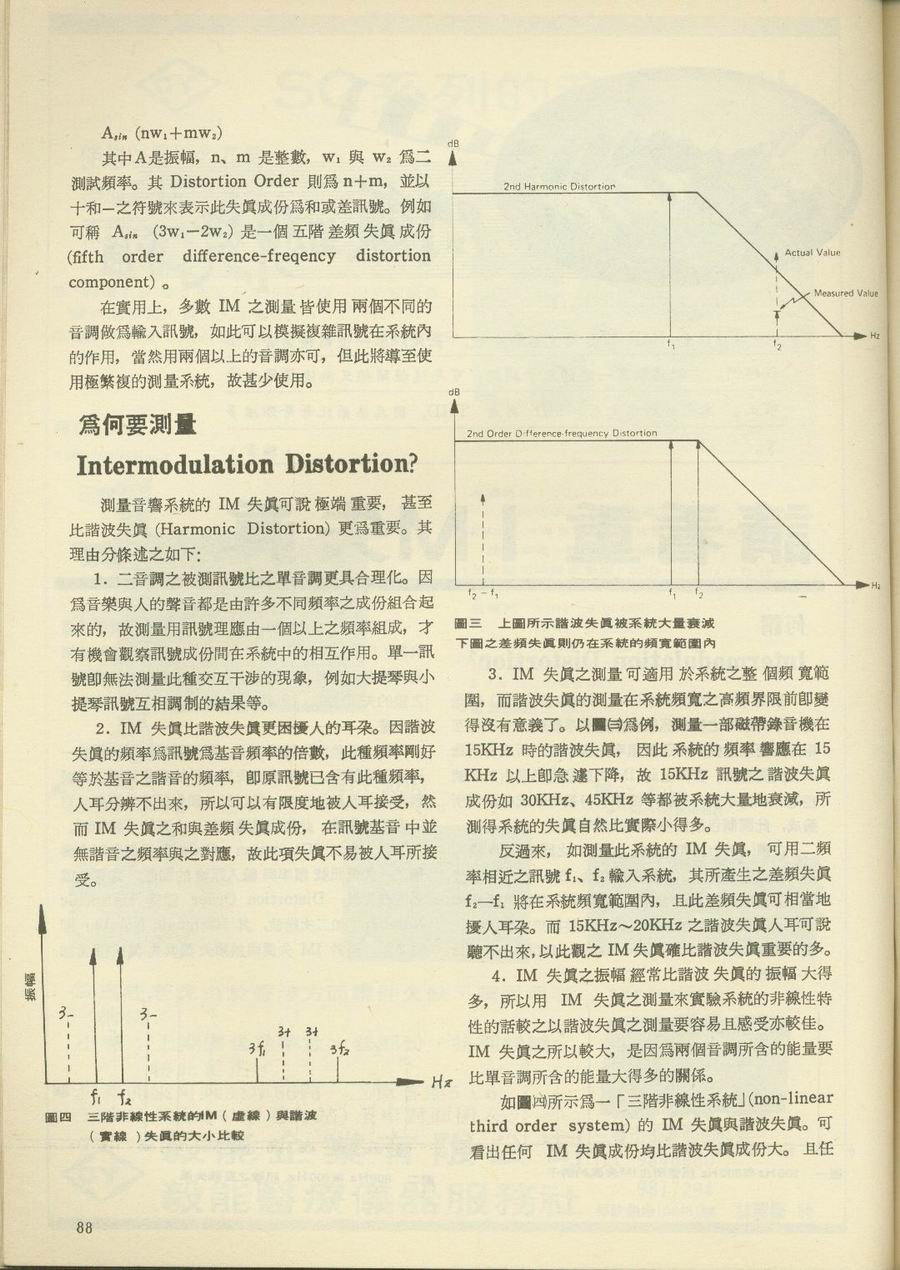 Asin (nw₁+mw₂)
其中A是振幅，n、m 是整數，w₁ 與 w₂ 爲二
測試頻率。其 Distortion Order 則爲 n+m，並以
十和—之符號來表示此失眞成份爲和或差訊號。例如
可稱 Asin (3w₁—2w₂) 是一個五階差頻失眞成份
(fifth order difference-freqency distortion
component) 。
在實用上，多數 IM 之測量皆使用兩個不同的
音調做爲輸入訊號，如此可以模擬複雜訊號在系統內
的作用，當然用兩個以上的音調亦可，但此將導至使
用極繁複的測量系統，故甚少使用。
爲何要測量
Intermodulation Distortion?
測量音響系統的 IM 失眞可說極端重要，甚至
比諧波失眞 (Harmonic Distortion) 更爲重要。其
理由分條述之如下：
1．二音調之被測訊號比之單音調更具合理化。因
爲音樂與人的聲音都是由許多不同頻率之成份組合起
來的，故測量用訊號理應由一個以上之頻率組成，才
有機會觀察訊號成份間在系統中的相互作用。單一訊
號卽無法測量此種交互干涉的現象，例如大提琴與小
提琴訊號互相調制的結果等。
2．IM 失眞比諧波失眞更困擾人的耳朶。因諧波
失眞的頻率爲訊號爲基音頻率的倍數，此種頻率剛好
等於基音之諧音的頻率，卽原訊號已含有此種頻率，
人耳分辨不出來，所以可以有限度地被人耳接受，然
而 IM 失眞之和與差頻失眞成份，在訊號基音中並
無諧音之頻率與之對應，故此項失眞不易被人耳所接
受。
振幅
3-
3-
3f₁
3+
3+
3f₂
f₁ f₂
Hz
圖四 三階非線性系統的IM（虛線）與諧波
（實線）失眞的大小比較
dB
2nd Harmonic Distortion
Actual Value
Measured Value
f₁
f₂
Hz
dB
2nd Order Difference-frequency Distortion
f₂ – f₁
f₁
f₂
Hz
圖三 上圖所示諧波失眞被系統大量衰減
下圖之差頻失眞則仍在系統的頻寬範圍內
3．IM 失眞之測量可適用於系統之整個頻寬範
圍，而諧波失眞的測量在系統頻寬之高頻界限前卽變
得沒有意義了。以圖㈢爲例，測量一部磁帶錄音機在
15KHz 時的諧波失眞，因此系統的頻率響應在 15
KHz 以上卽急遽下降，故 15KHz 訊號之諧波失眞
成份如 30KHz、45KHz 等都被系統大量地衰減，所
測得系統的失眞自然比實際小得多。
反過來，如測量此系統的 IM 失眞，可用二頻
率相近之訊號 f₁、f₂ 輸入系統，其所產生之差頻失眞
f₂—f₁ 將在系統頻寬範圍內，且此差頻失眞可相當地
擾人耳朶。而 15KHz～20KHz 之諧波失眞人耳可說
聽不出來，以此觀之 IM 失眞確比諧波失眞重要的多。
4．IM 失眞之振幅經常比諧波失眞的振幅大得
多，所以用 IM 失眞之測量來實驗系統的非線性特
性的話較之以諧波失眞之測量要容易且感受亦較佳。
IM 失眞之所以較大，是因爲兩個音調所含的能量要
比單音調所含的能量大得多的關係。
如圖㈣所示爲一「三階非線性系統」(non-linear
third order system) 的 IM 失眞與諧波失眞。可
看出任何 IM 失眞成份均比諧波失眞成份大。且任
88